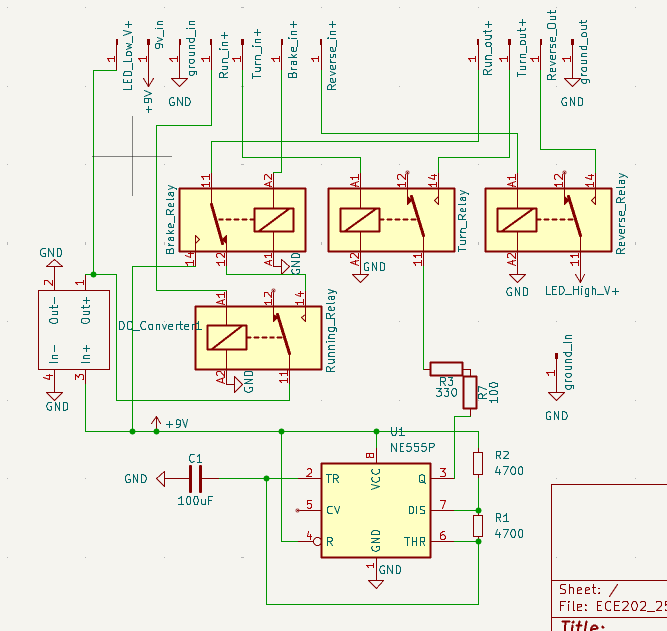 LED_Low_V+
9v_in
ground_in
Run_in+
Turn_in+
Brake_in+
Reverse_in+
Run_out+
Turn_out+
Reverse_Out
ground_out
1
1
1
1
1
1
1
1
1
1
1
+9V
GND
GND
11
A2
A1
12
14
A1
12
14
Brake_Relay
Turn_Relay
Reverse_Relay
14
12
A1
GND
A2
GND
11
A2
GND
11
LED_High_V+
GND
2
1
Out-
Out+
DC_Converter1
In-
In+
4
3
GND
A1
12
14
Running_Relay
A2
GND
11
R3
330
R7
100
ground_In
1
GND
+9V
U1
NE555P
8
VCC
C1
GND
100uF
2
TR
Q
3
5
CV
DIS
7
4
R
THR
6
GND
1
GND
R2
4700
R1
4700
Sheet: /
File: ECE202_25
Title: